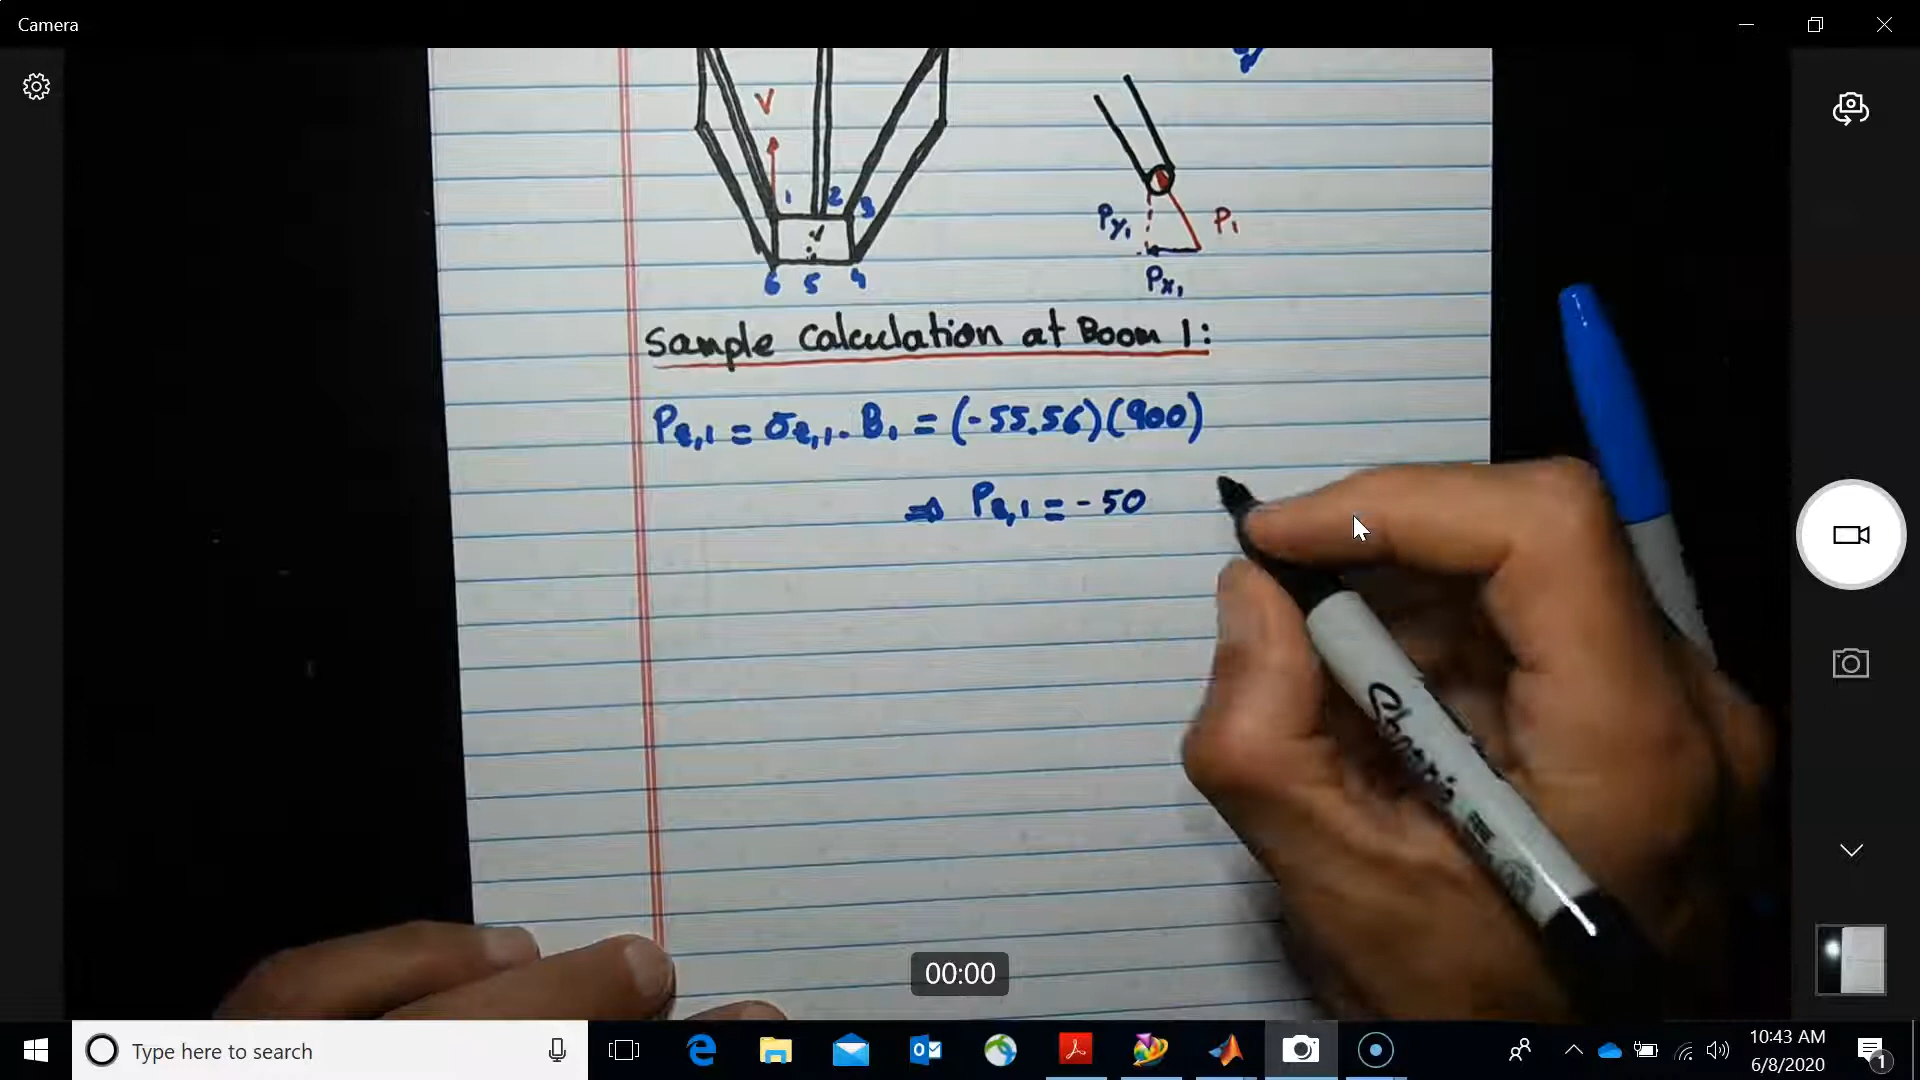 Camera
V
1 2 3
6 5 4
Py1
P1
Px1
Sample Calculation at Boom 1:
Pz,1 = σz,1 . B1 = (-55.56)(900)
⇒ Pz,1 = -50
Sharpie
00:00
Type here to search
10:43 AM
6/8/2020
1